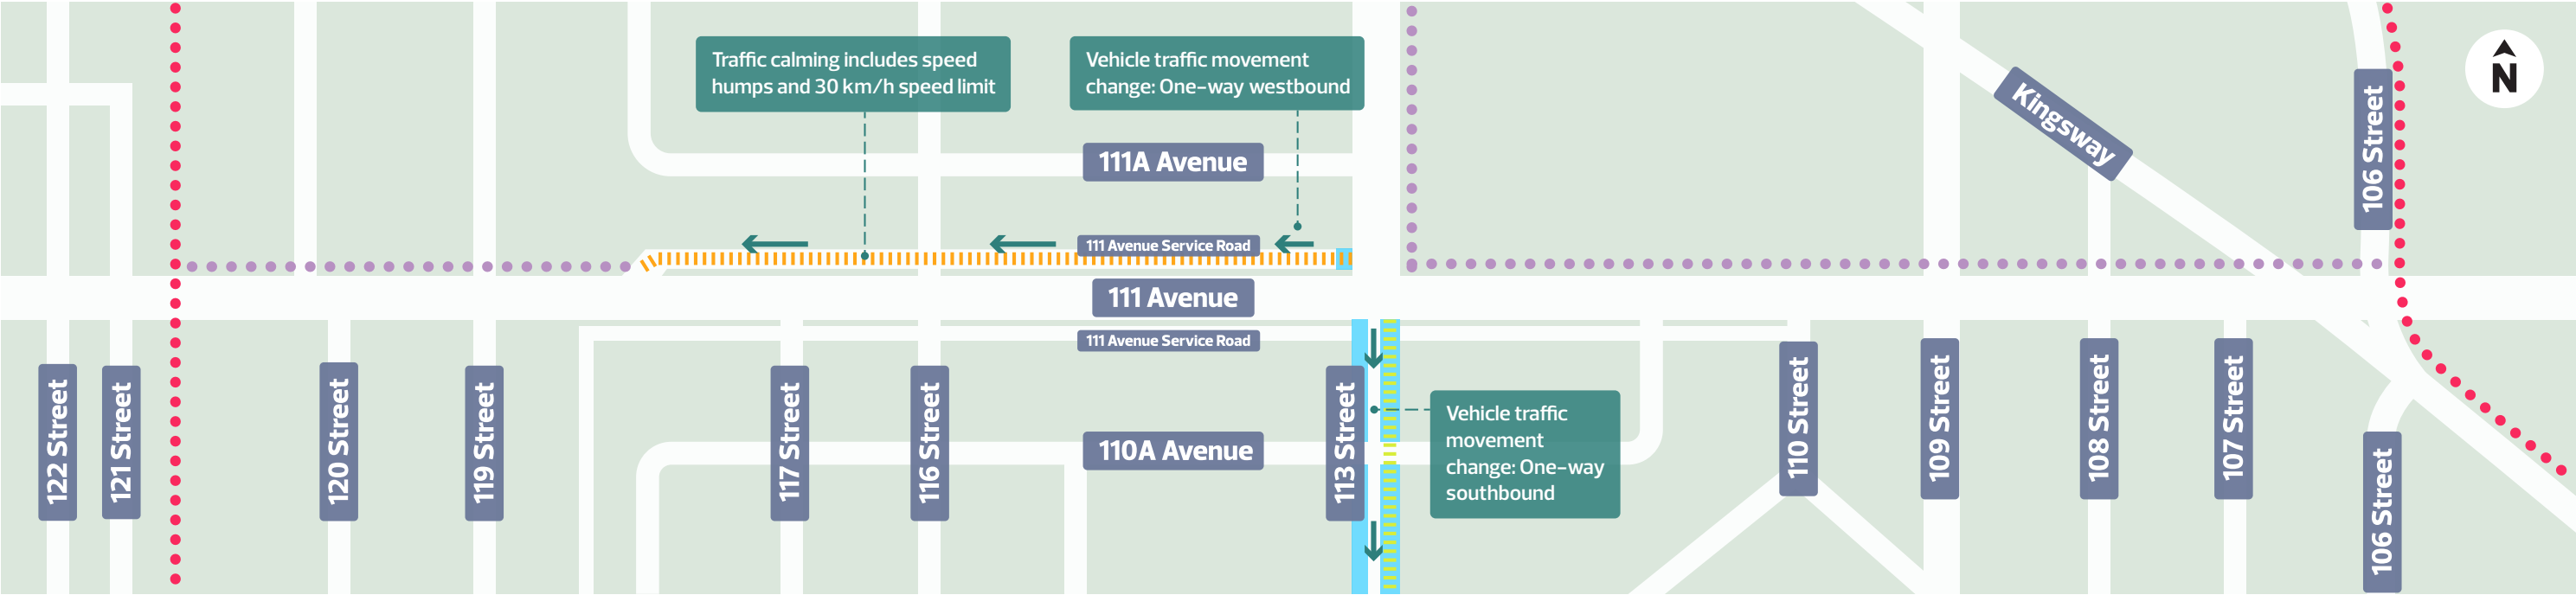 Traffic calming includes speed
humps and 30 km/h speed limit
Vehicle traffic movement
change: One-way westbound
N
Kingsway
106 Street
111A Avenue
111 Avenue Service Road
111 Avenue
111 Avenue Service Road
122 Street
121 Street
120 Street
119 Street
117 Street
116 Street
110A Avenue
113 Street
Vehicle traffic
movement
change: One-way
southbound
110 Street
109 Street
108 Street
107 Street
106 Street